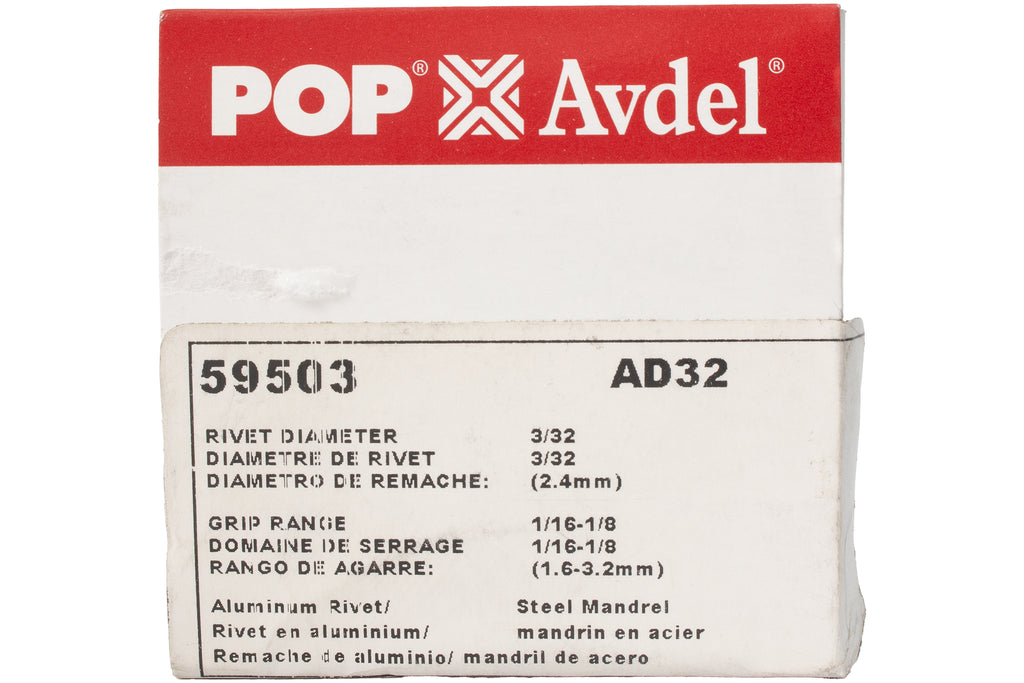 POP® Avdel®
59503 AD32
RIVET DIAMETER 3/32
DIAMETRE DE RIVET 3/32
DIAMETRO DE REMACHE: (2.4mm)
GRIP RANGE 1/16-1/8
DOMAINE DE SERRAGE 1/16-1/8
RANGO DE AGARRE: (1.6-3.2mm)
Aluminum Rivet/ Steel Mandrel
Rivet en aluminium/ mandrin en acier
Remache de aluminio/ mandril de acero